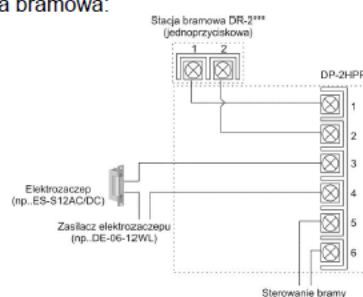 a bramowa:
Stacja bramowa DR-2***
(jednoprzyciskowa)
1 2
DP-2HPR
1
2
3
4
5
6
Elektrozaczep
(np..ES-S12AC/DC)
Zasilacz elektrozaczepu
(np..DE-06-12WL)
Sterowanie bramy